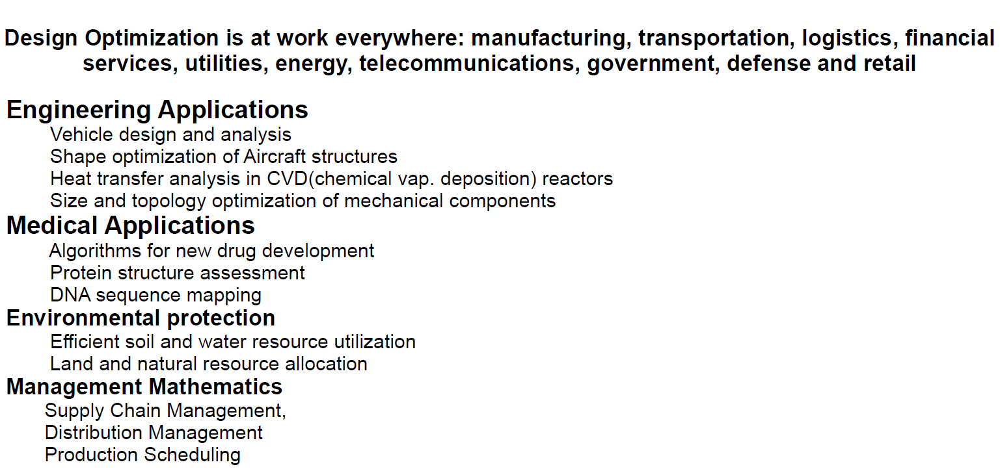 Design Optimization is at work everywhere: manufacturing, transportation, logistics, financial
services, utilities, energy, telecommunications, government, defense and retail
Engineering Applications
Vehicle design and analysis
Shape optimization of Aircraft structures
Heat transfer analysis in CVD(chemical vap. deposition) reactors
Size and topology optimization of mechanical components
Medical Applications
Algorithms for new drug development
Protein structure assessment
DNA sequence mapping
Environmental protection
Efficient soil and water resource utilization
Land and natural resource allocation
Management Mathematics
Supply Chain Management,
Distribution Management
Production Scheduling